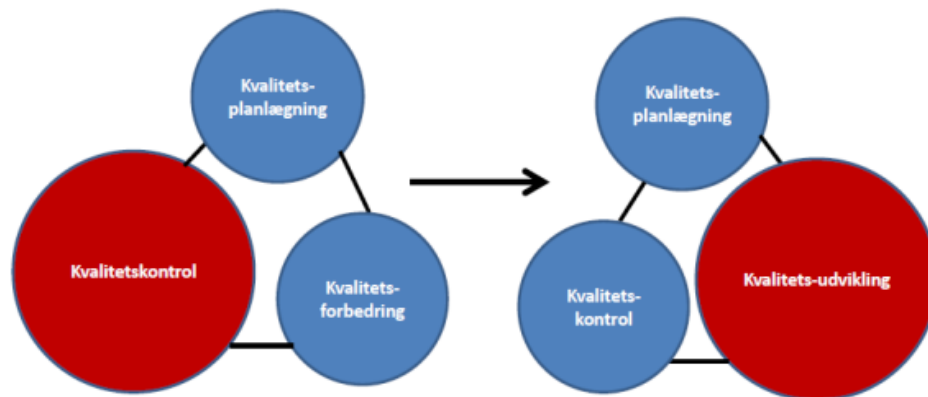 Kvalitets-
planlægning
Kvalitetskontrol
Kvalitets-
forbedring
Kvalitets-
planlægning
Kvalitets-
kontrol
Kvalitets-udvikling